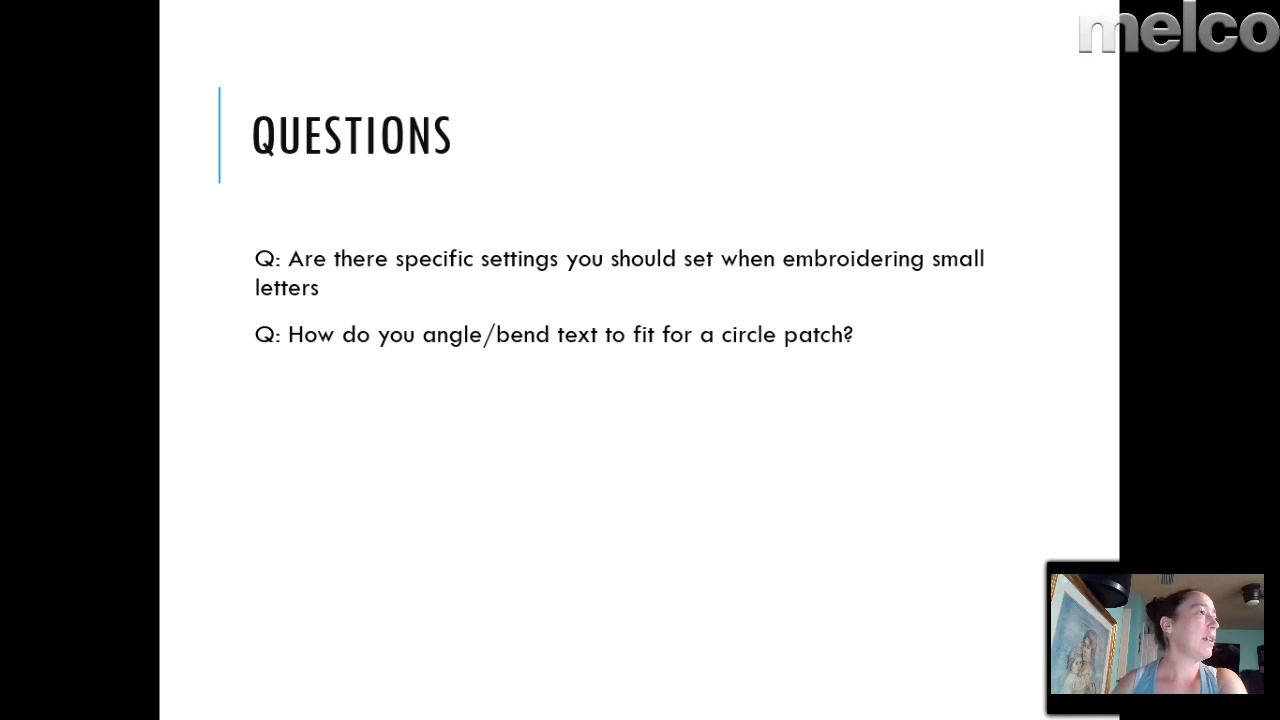 melco
QUESTIONS
Q: Are there specific settings you should set when embroidering small
letters
Q: How do you angle/bend text to fit for a circle patch?